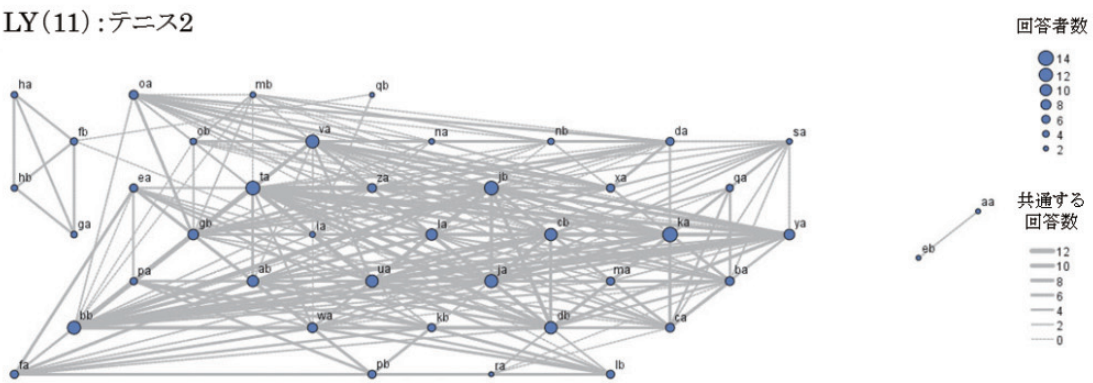 LY(11):テニス2
回答者数
14
12
10
8
6
4
2
ha
oa
mb
qb
fb
ob
va
na
nb
da
sa
hb
ea
ta
za
jb
xa
qa
aa
ga
gb
ia
la
cb
ka
ya
eb
pa
ab
ua
ja
ma
ba
bb
wa
kb
db
ca
fa
pb
ra
lb
共通する
回答数
12
10
8
6
4
2
0